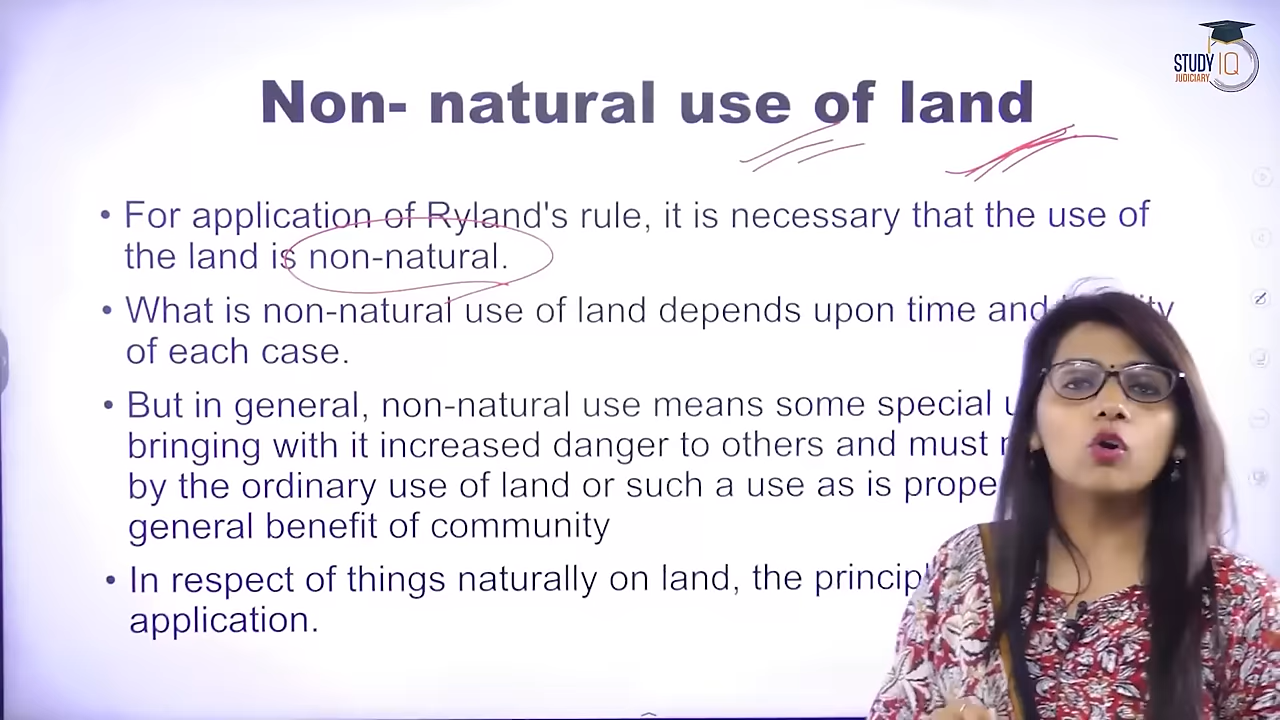 STUDY IQ
JUDICIARY
Non- natural use of land
• For application of Ryland's rule, it is necessary that the use of
the land is non-natural.
• What is non-natural use of land depends upon time and
of each case.
• But in general, non-natural use means some special
bringing with it increased danger to others and must
by the ordinary use of land or such a use as is
general benefit of community
• In respect of things naturally on land, the
application.